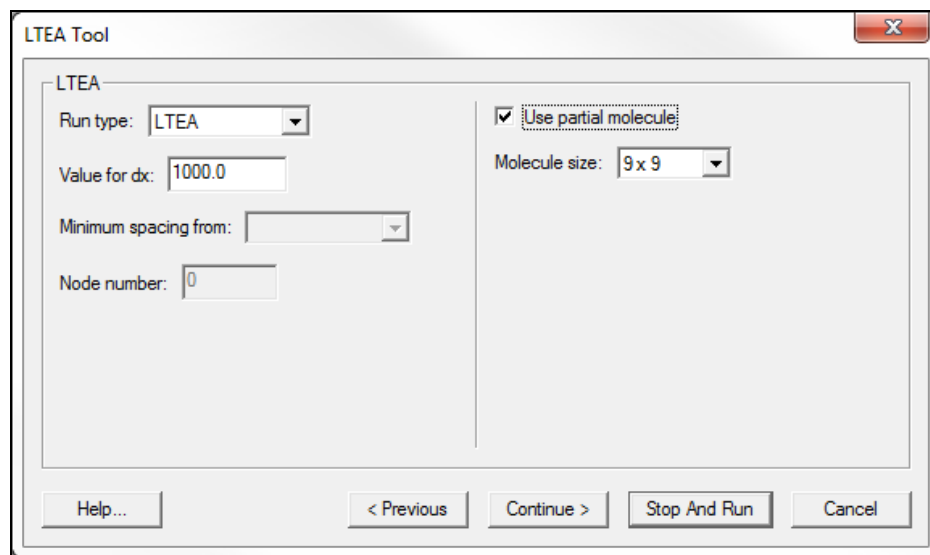 LTEA Tool
LTEA
Run type: LTEA
Value for dx: 1000.0
Minimum spacing from:
Node number: 0
Use partial molecule
Molecule size: 9 x 9
Help...
< Previous
Continue >
Stop And Run
Cancel